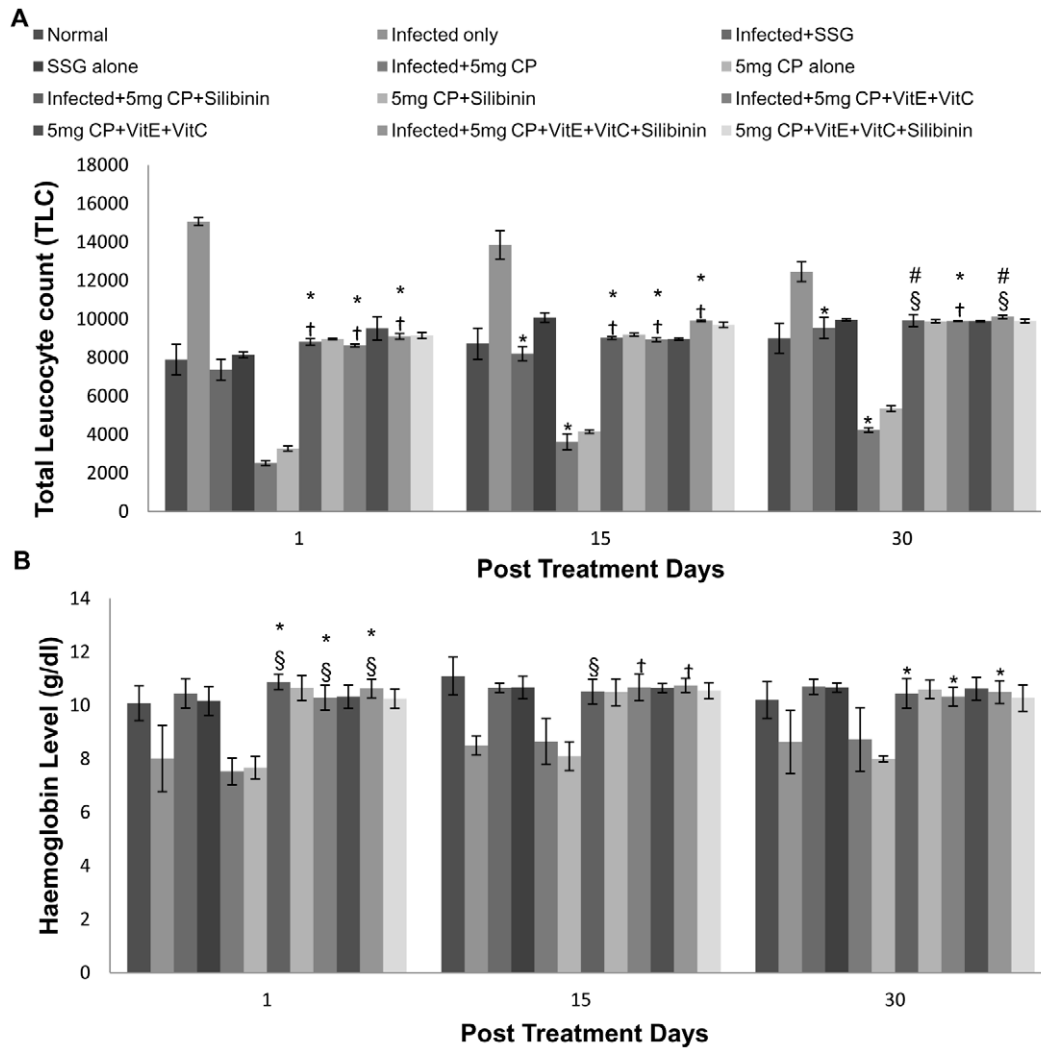 A
Normal Infected only Infected+SSG
SSG alone Infected+5mg CP 5mg CP alone
Infected+5mg CP+Silibinin 5mg CP+Silibinin Infected+5mg CP+VitE+VitC
5mg CP+VitE+VitC Infected+5mg CP+VitE+VitC+Silibinin 5mg CP+VitE+VitC+Silibinin
Total Leucocyte count (TLC)
18000
16000
14000
12000
10000
8000
6000
4000
2000
0
* * *
† † †
* * * * *
† † †
* * # * #
§ † §
1 15 30
Post Treatment Days
B
Haemoglobin Level (g/dl)
14
12
10
8
6
4
2
0
* * *
§ § §
§ † †
* * *
1 15 30
Post Treatment Days